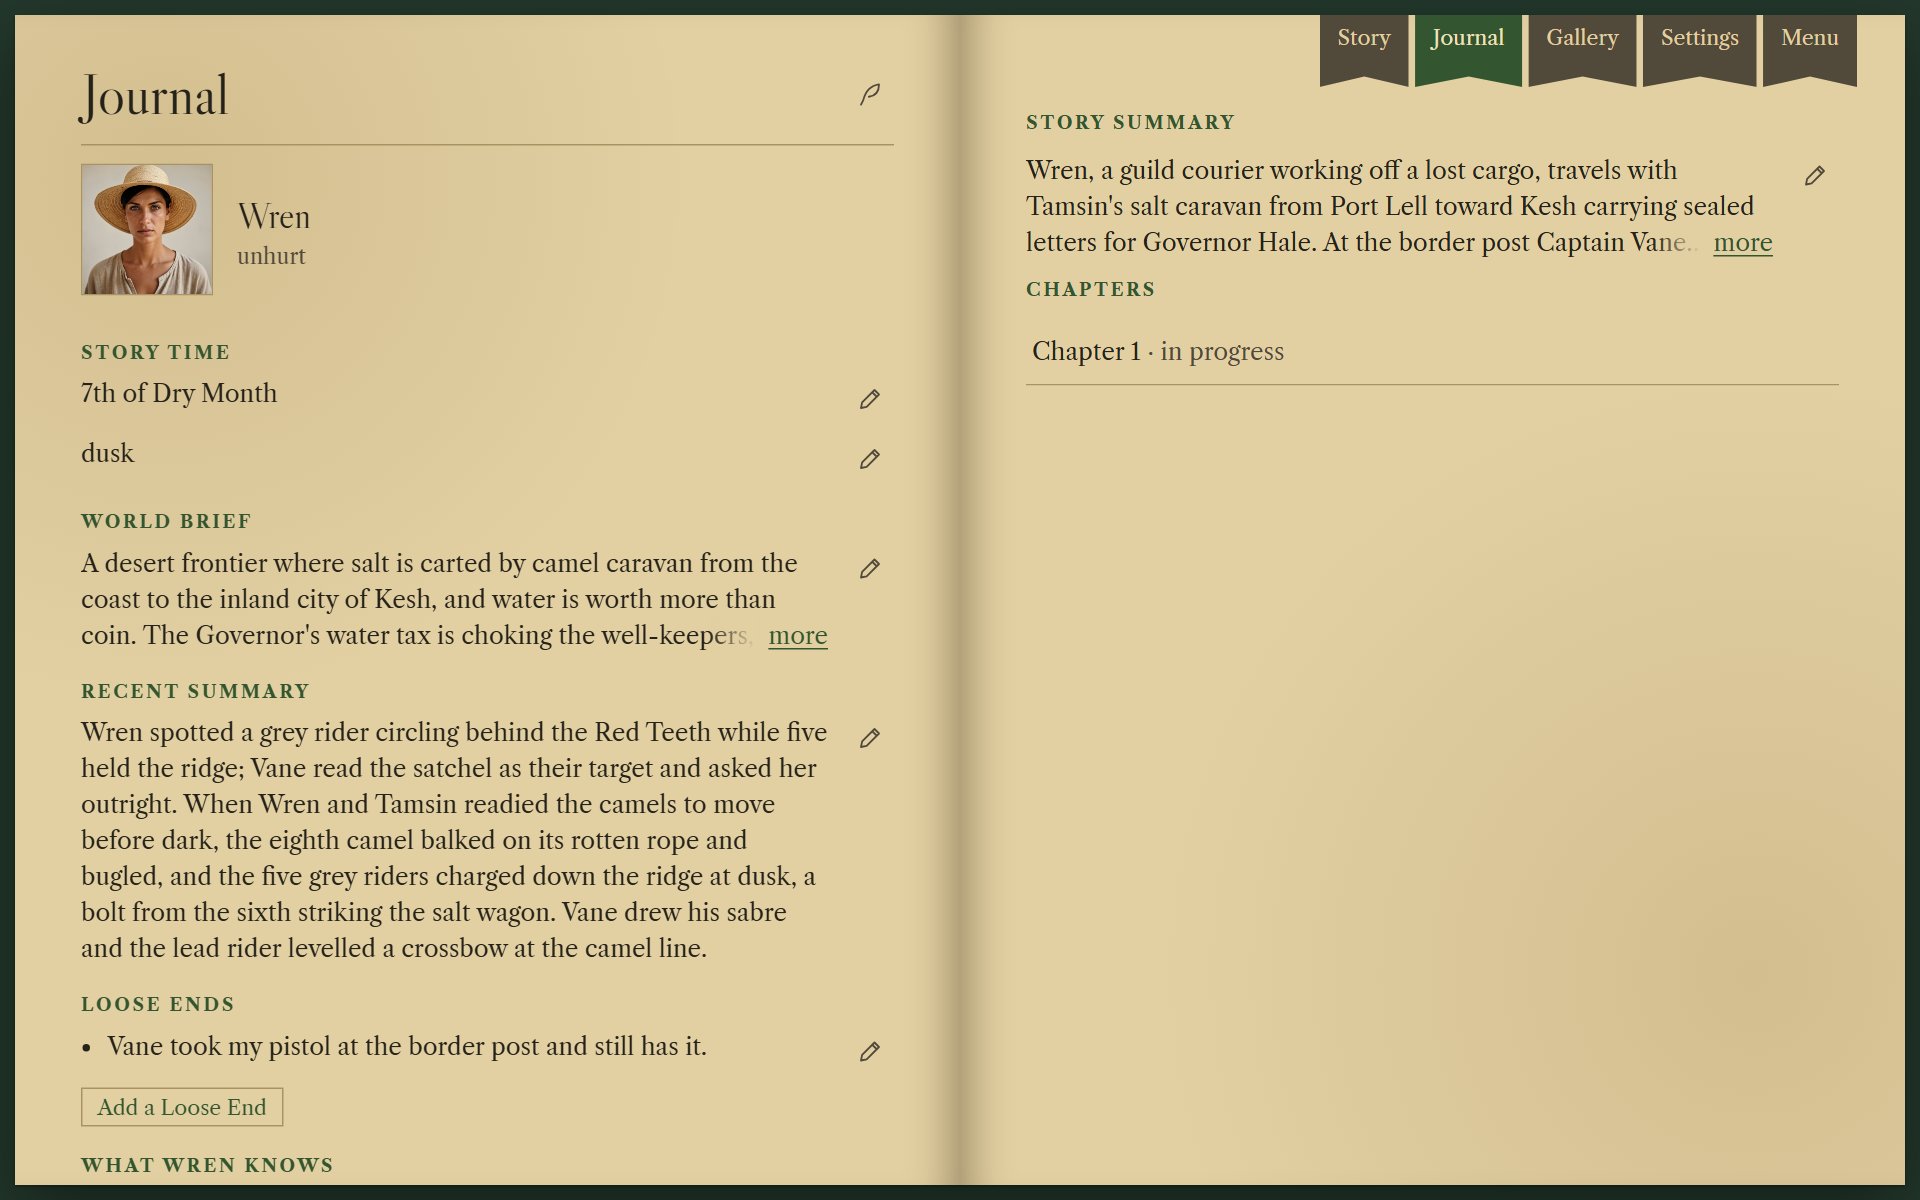 Journal
Wren
unhurt
STORY TIME
7th of Dry Month
dusk
WORLD BRIEF
A desert frontier where salt is carted by camel caravan from the
coast to the inland city of Kesh, and water is worth more than
coin. The Governor's water tax is choking the well-keepers, more
RECENT SUMMARY
Wren spotted a grey rider circling behind the Red Teeth while five
held the ridge; Vane read the satchel as their target and asked her
outright. When Wren and Tamsin readied the camels to move
before dark, the eighth camel balked on its rotten rope and
bugled, and the five grey riders charged down the ridge at dusk, a
bolt from the sixth striking the salt wagon. Vane drew his sabre
and the lead rider levelled a crossbow at the camel line.
LOOSE ENDS
• Vane took my pistol at the border post and still has it.
Add a Loose End
WHAT WREN KNOWS
Story Journal Gallery Settings Menu
STORY SUMMARY
Wren, a guild courier working off a lost cargo, travels with
Tamsin's salt caravan from Port Lell toward Kesh carrying sealed
letters for Governor Hale. At the border post Captain Vane.. more
CHAPTERS
Chapter 1 · in progress